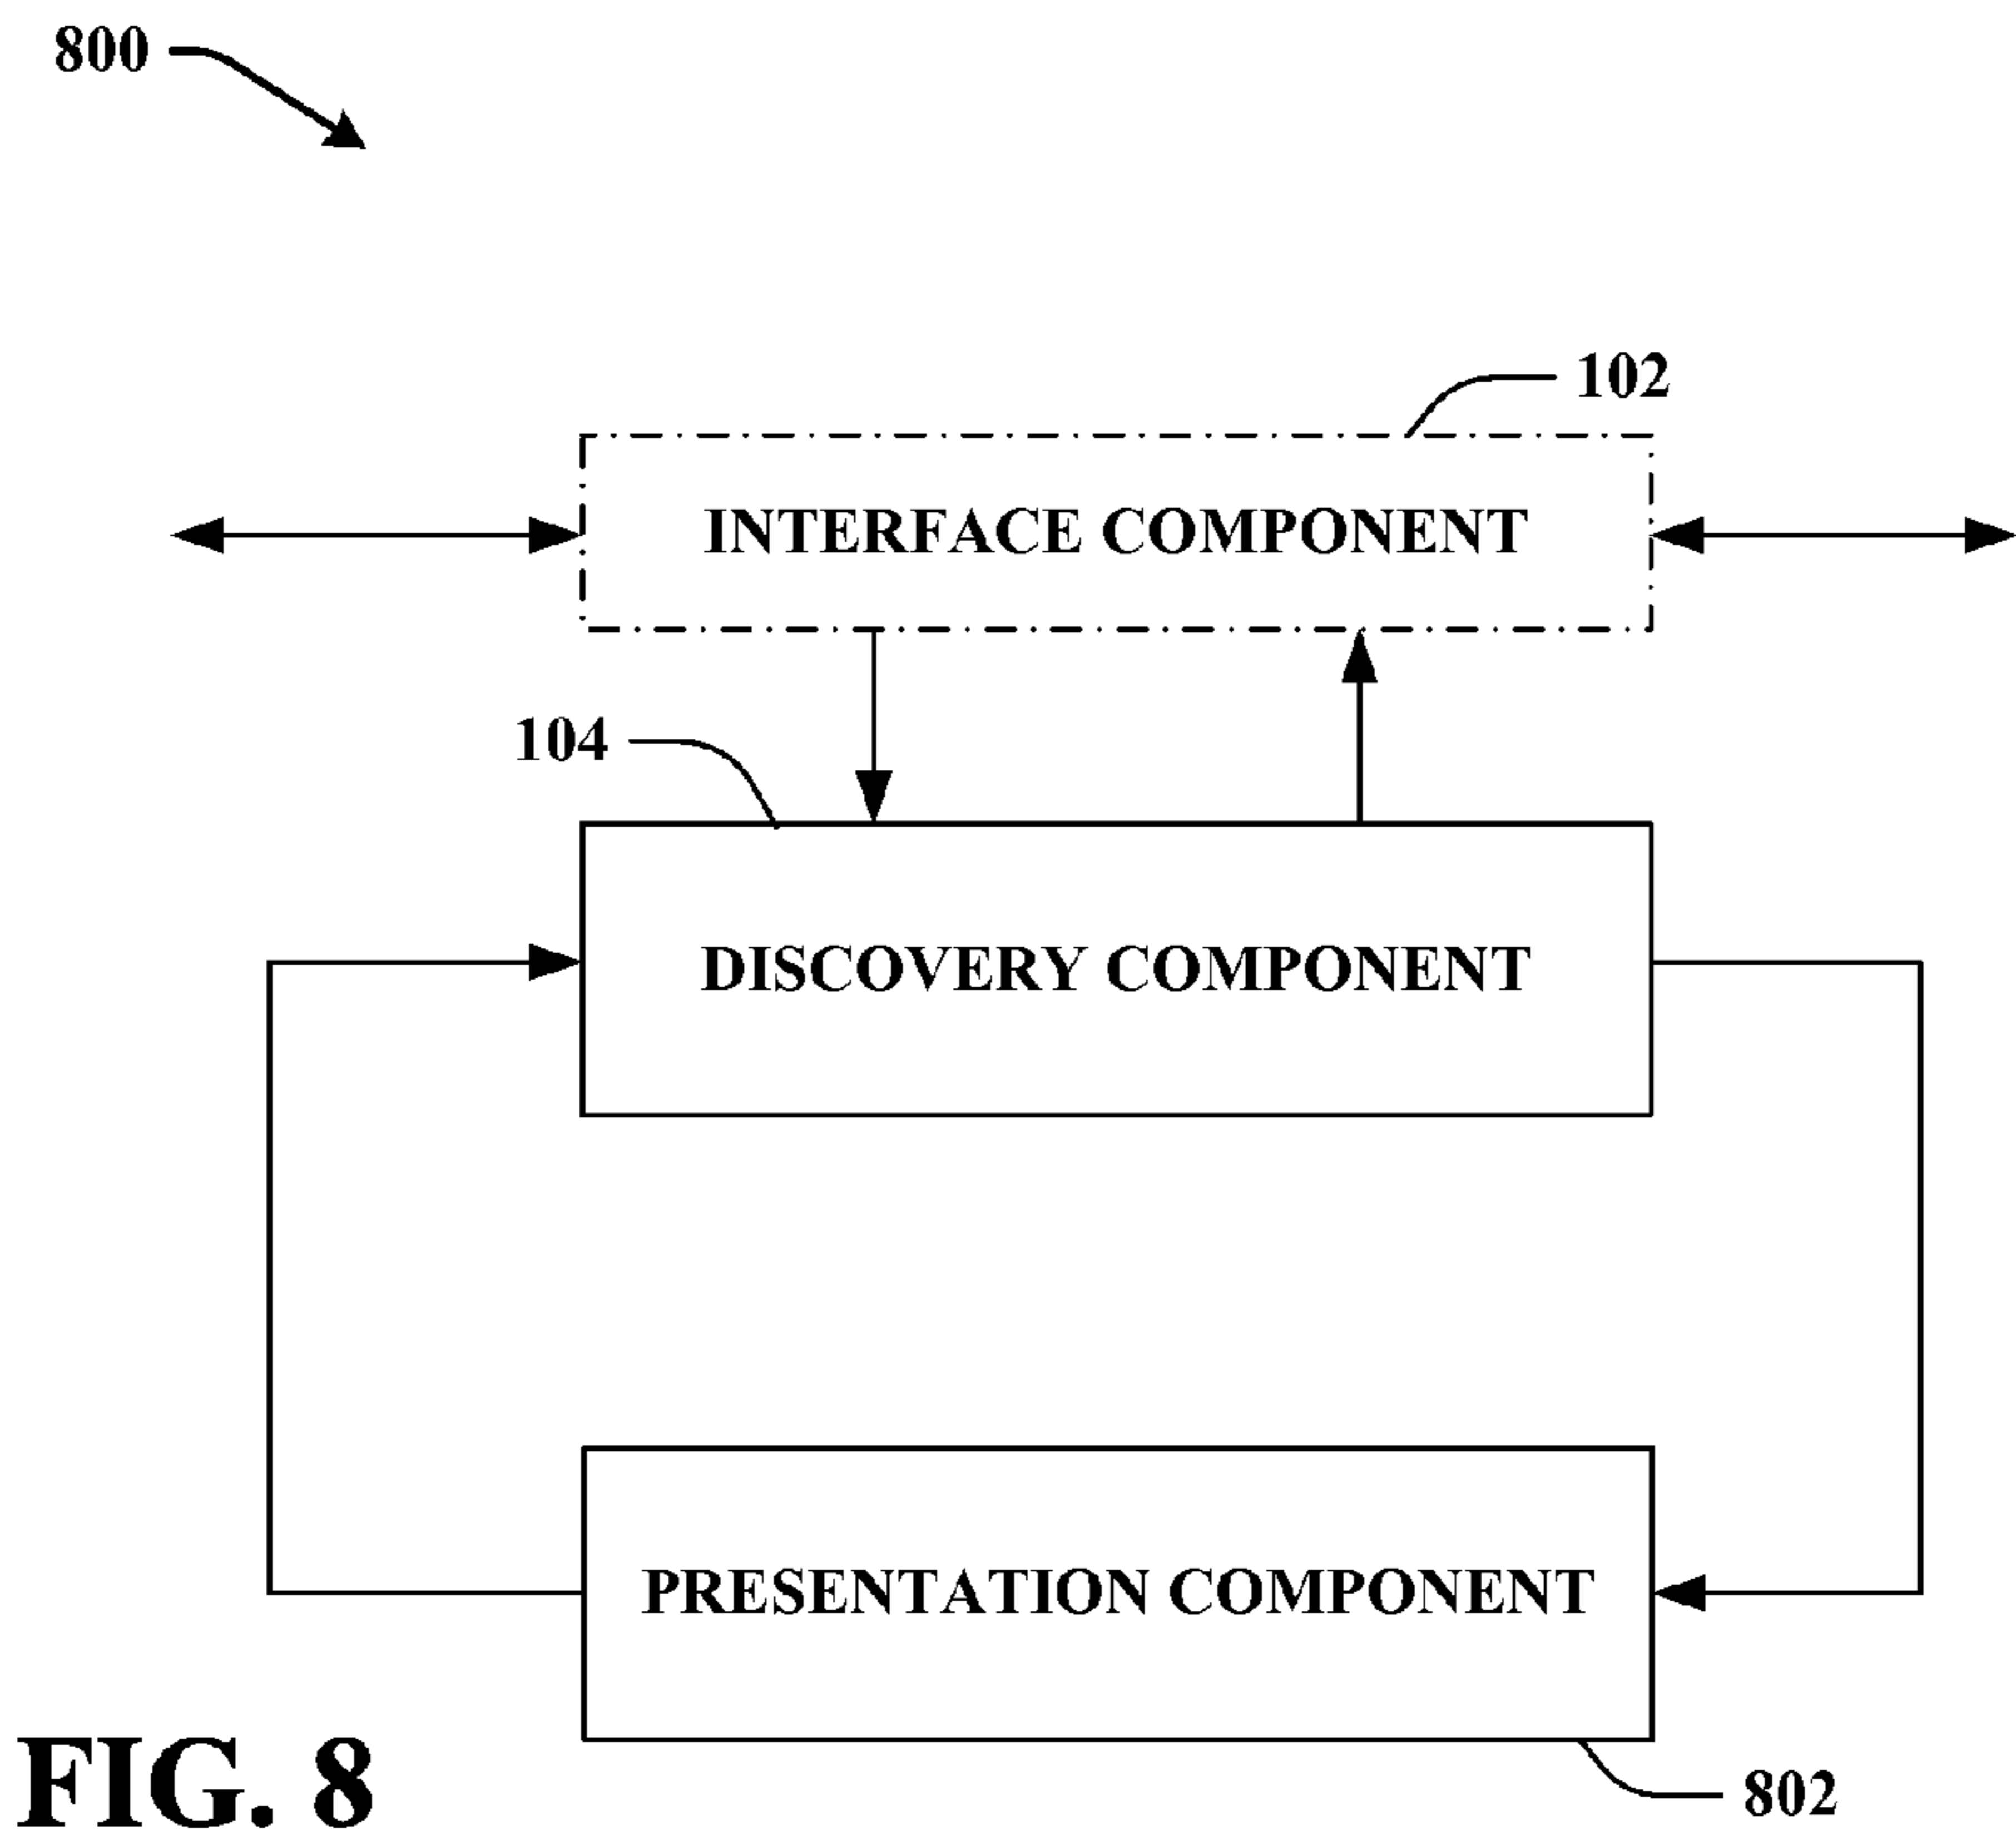 800
102
INTERFACE COMPONENT
104
DISCOVERY COMPONENT
PRESENTATION COMPONENT
802
FIG. 8